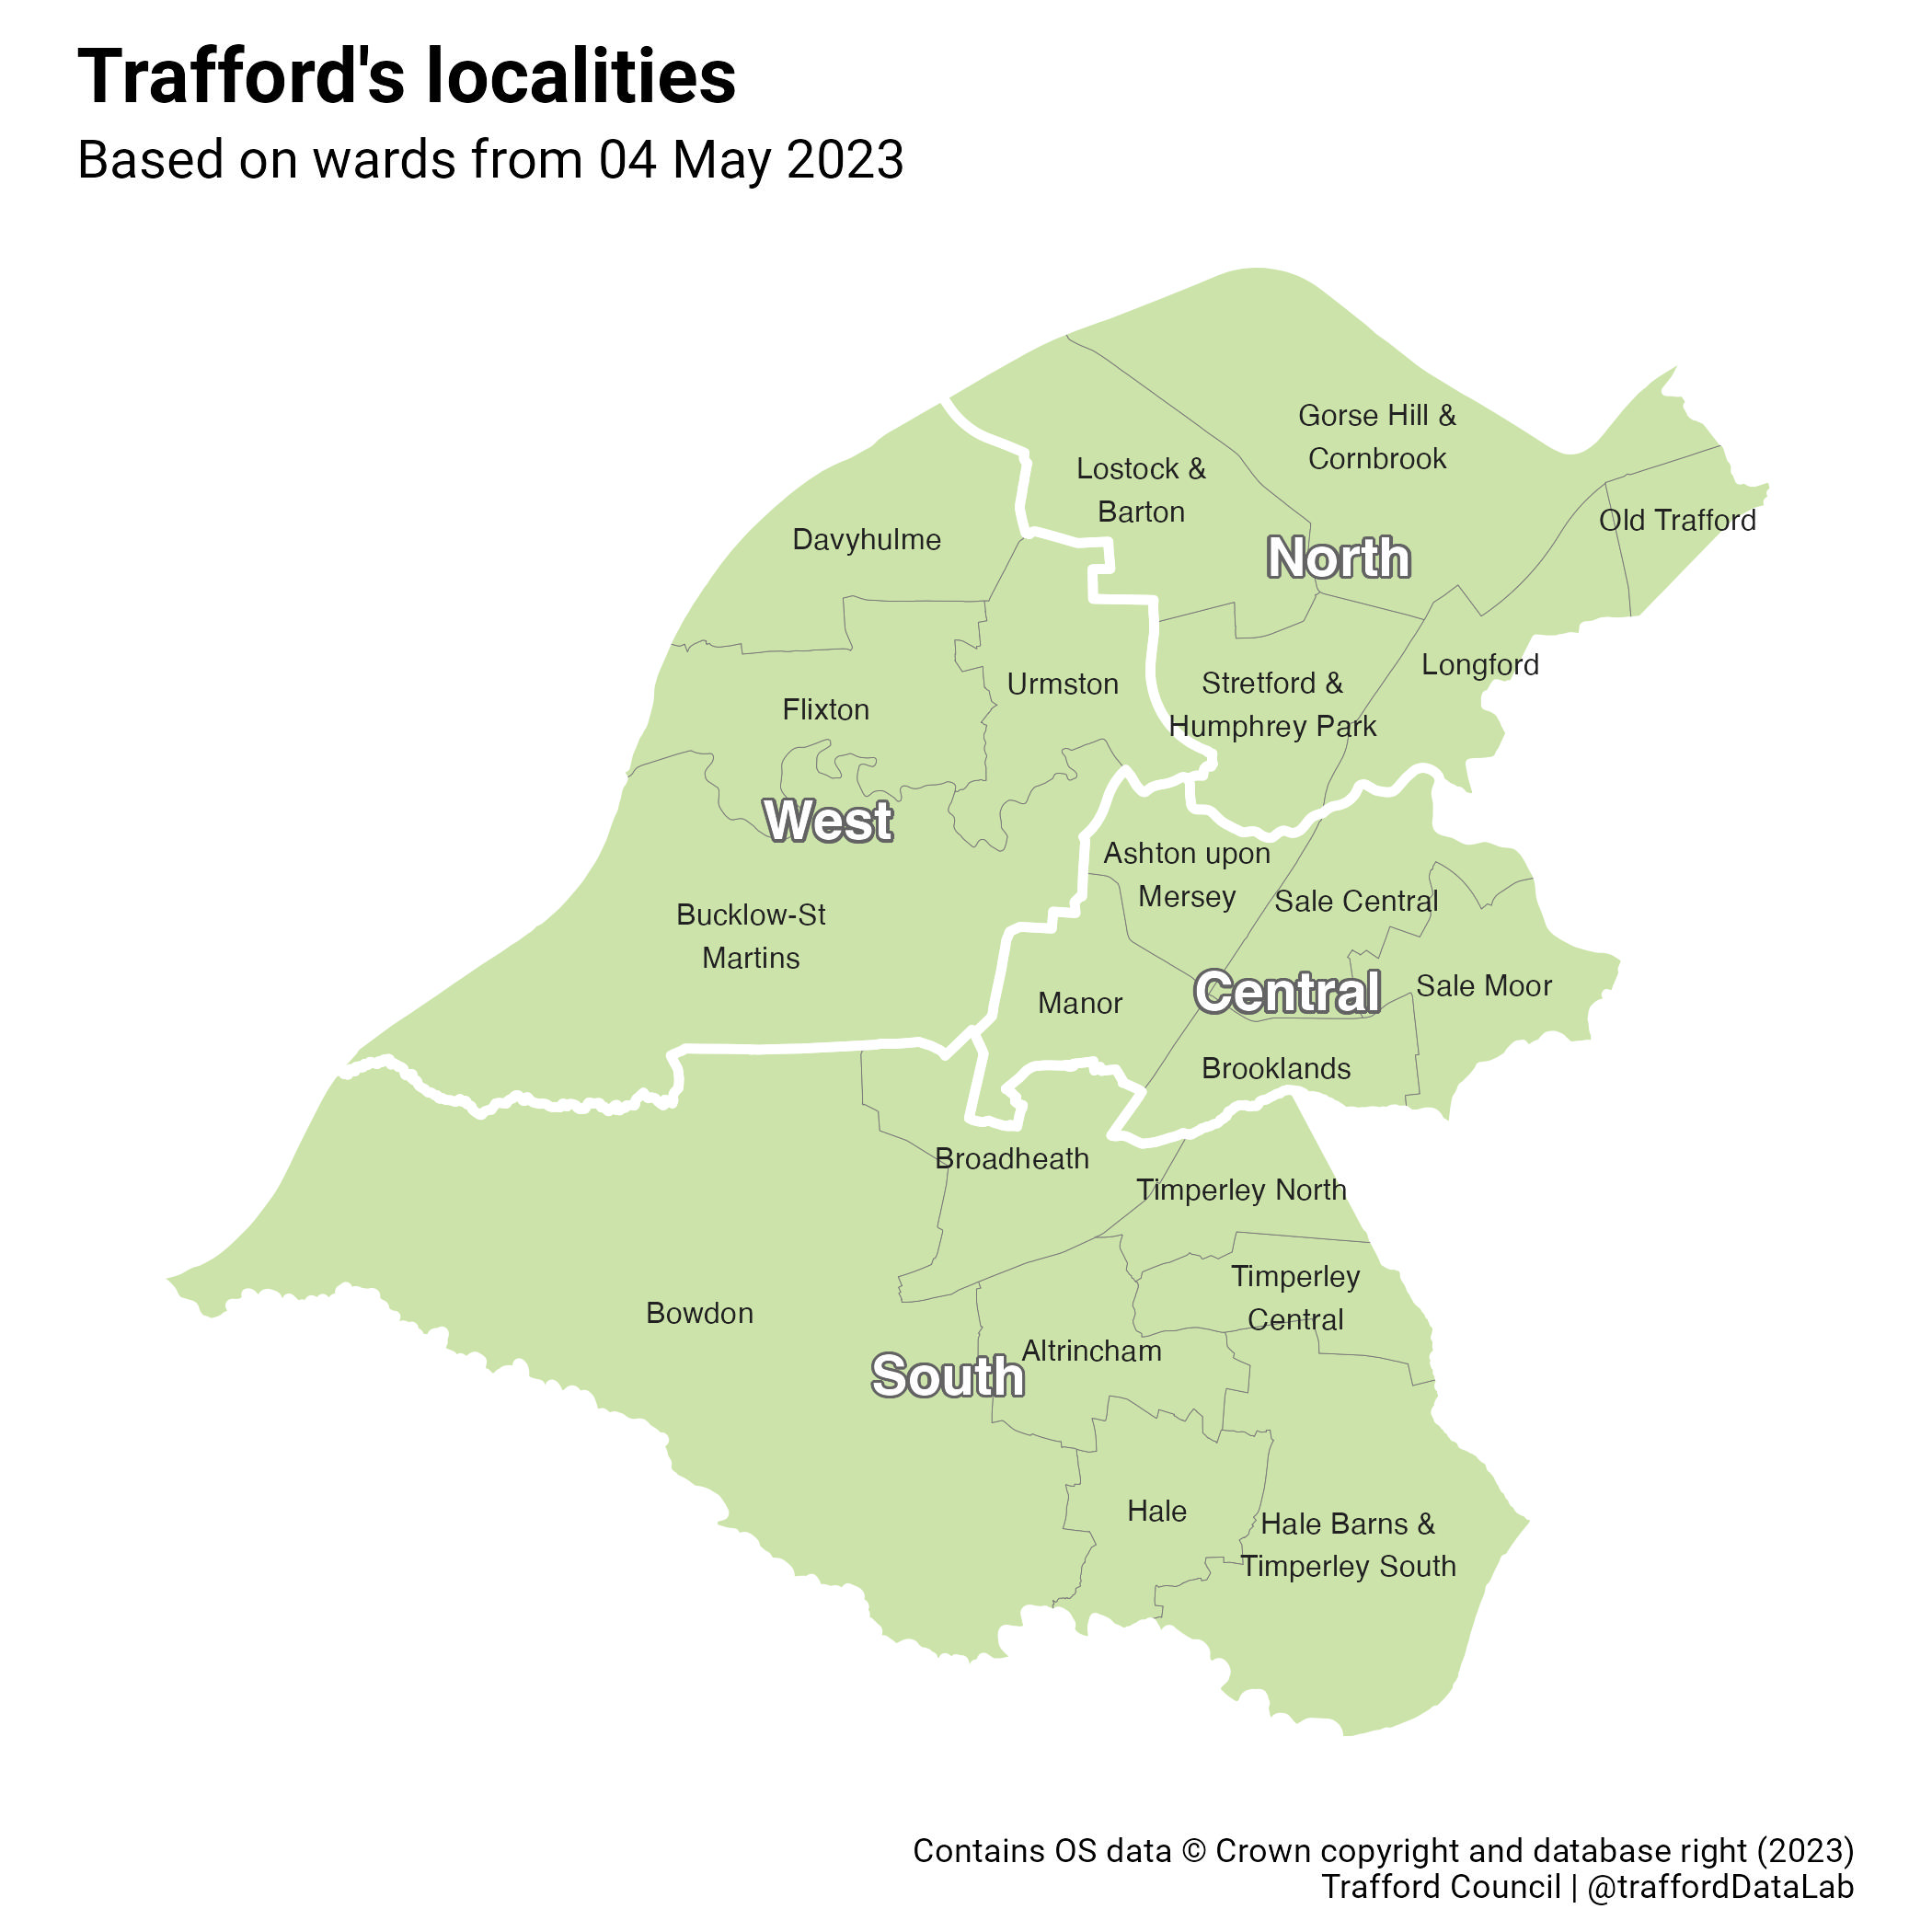 Trafford's localities
Based on wards from 04 May 2023
Gorse Hill &
Cornbrook
Lostock &
Barton
Old Trafford
Davyhulme
North
Longford
Urmston
Stretford &
Humphrey Park
Flixton
West
Ashton upon
Mersey
Sale Central
Bucklow-St
Martins
Sale Moor
Central
Manor
Brooklands
Broadheath
Timperley North
Timperley
Central
Bowdon
Altrincham
South
Hale
Hale Barns &
Timperley South
Contains OS data © Crown copyright and database right (2023)
Trafford Council | @traffordDataLab